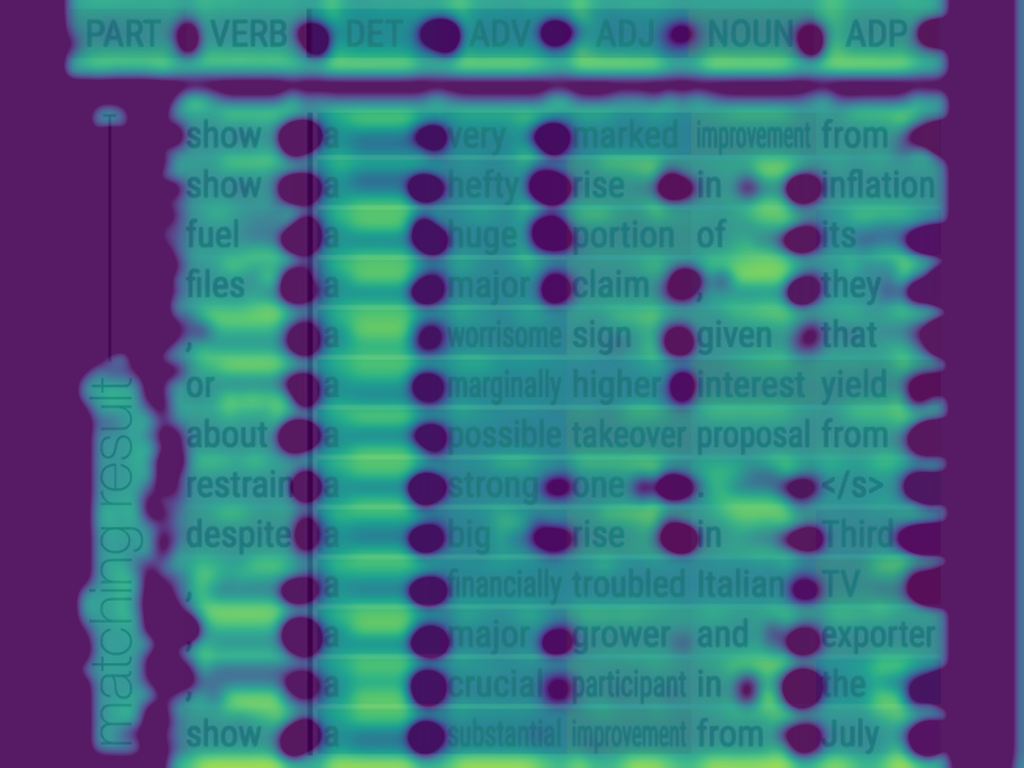 PART VERB DET ADV ADJ NOUN ADP
show a very marked improvement from
show a hefty rise in inflation
fuel a huge portion of its
files a major claim , they
, a worrisome sign given that
or a marginally higher interest yield
about a possible takeover proposal from
restrain a strong one . </s>
despite a big rise in Third
, a financially troubled Italian TV
, a major grower and exporter
, a crucial participant in the
show a substantial improvement from July
matching result